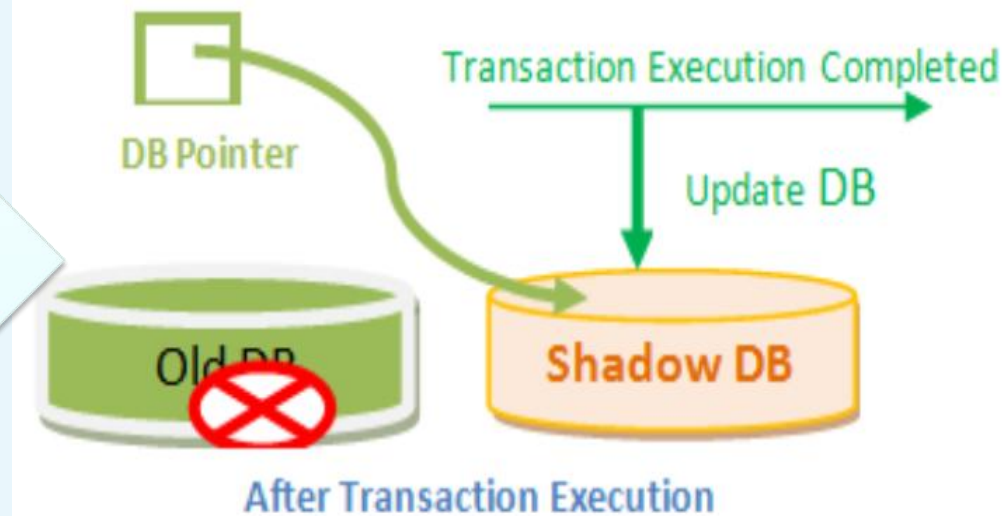 Transaction Execution Completed
DB Pointer
Update DB
Old DB
Shadow DB
After Transaction Execution